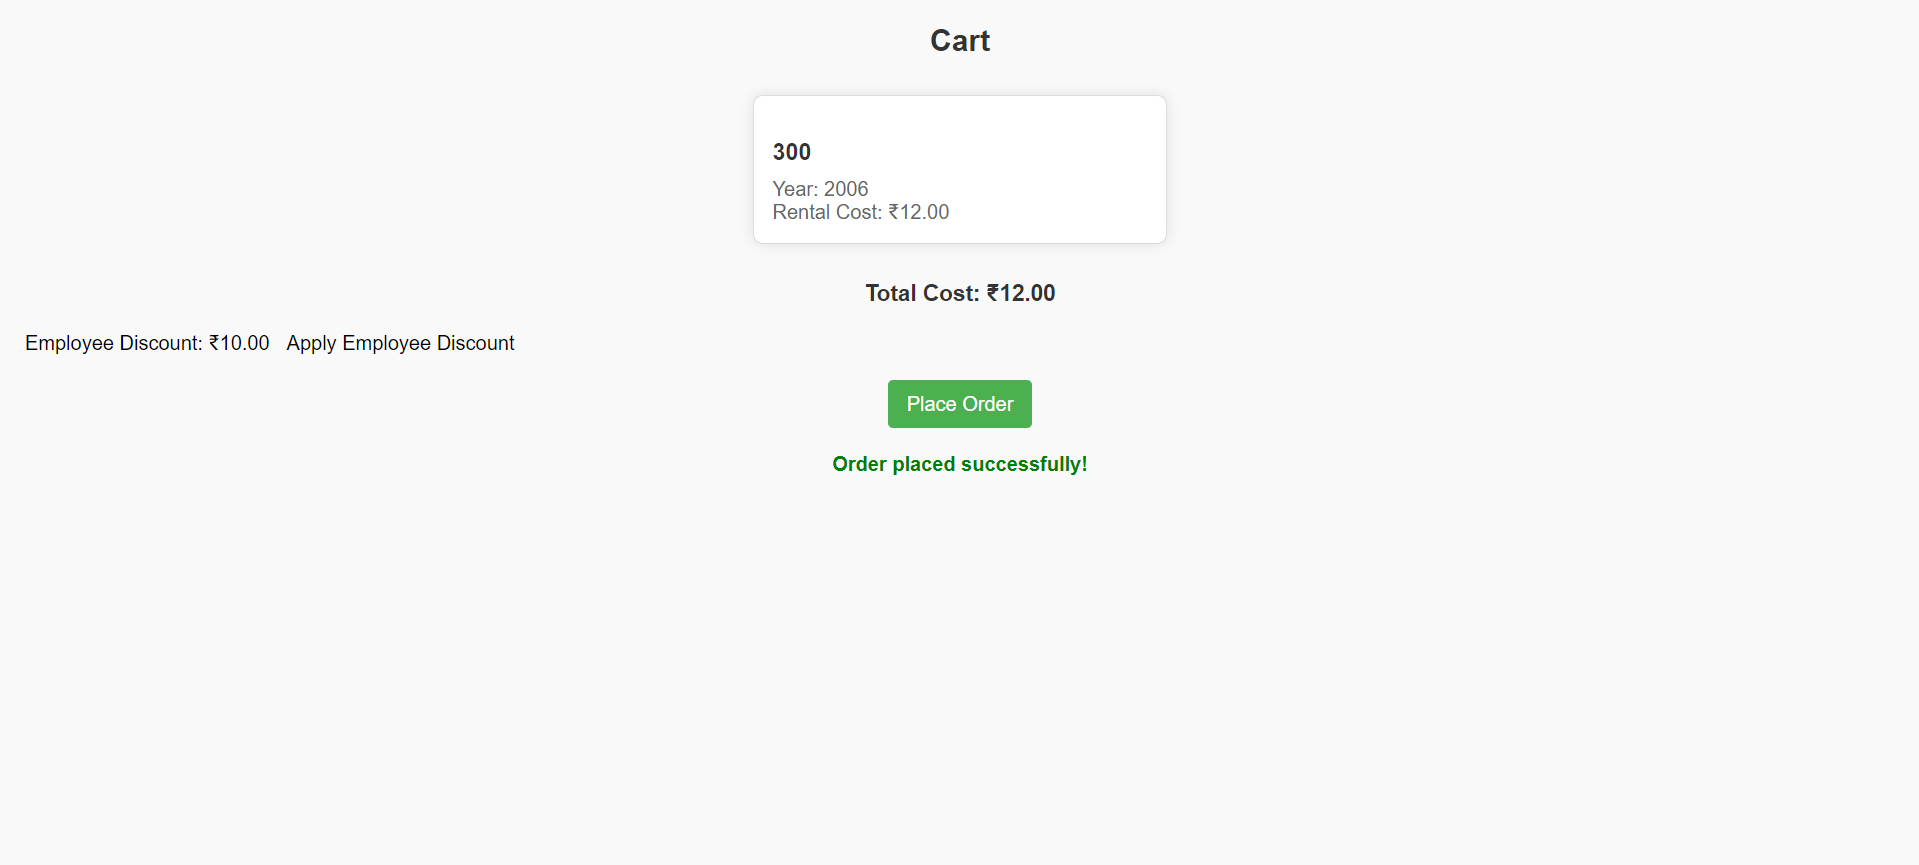 Cart
300
Year: 2006
Rental Cost: ₹12.00
Total Cost: ₹12.00
Employee Discount: ₹10.00 Apply Employee Discount
Place Order
Order placed successfully!